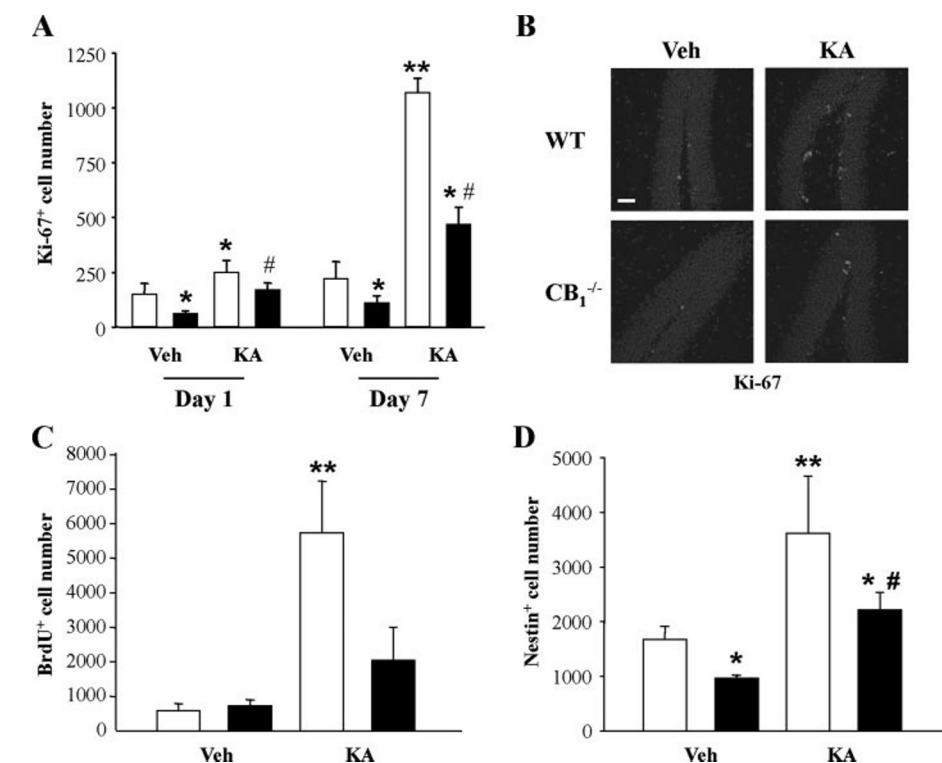 A
Ki-67⁺ cell number
1250
1000
750
500
250
0
*
*
#
*
**
* #
Veh KA Veh KA
Day 1 Day 7
B
Veh KA
WT
CB₁⁻/⁻
Ki-67
C
BrdU⁺ cell number
8000
7000
6000
5000
4000
3000
2000
1000
0
**
Veh KA
D
Nestin⁺ cell number
5000
4000
3000
2000
1000
0
*
**
* #
Veh KA